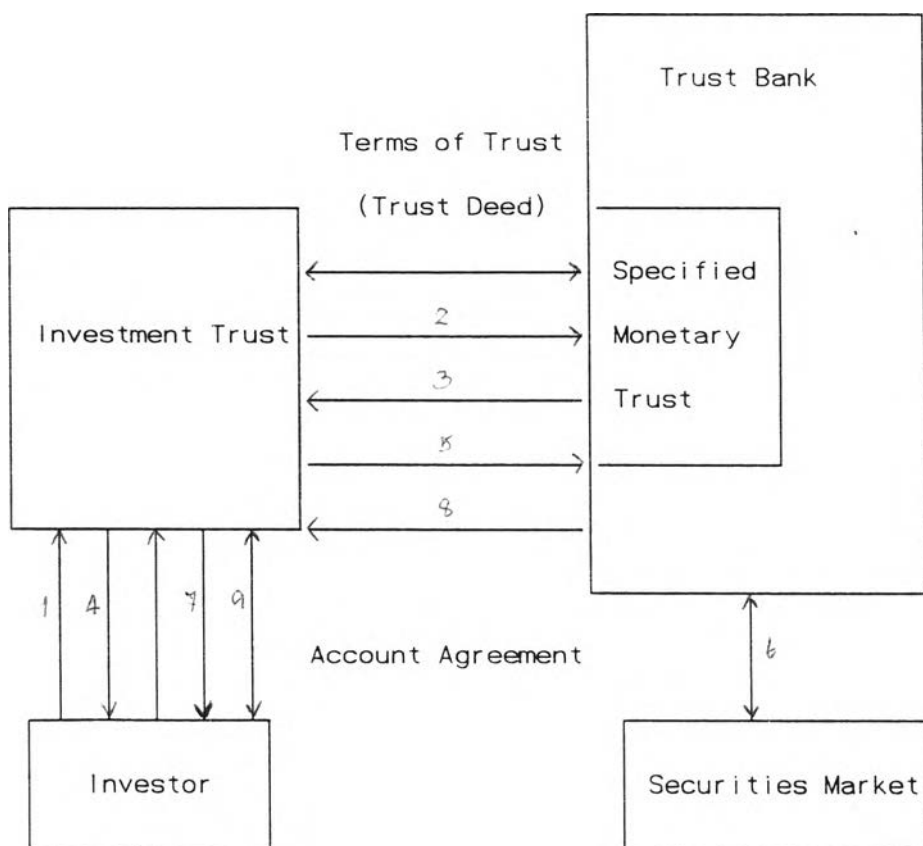 Trust Bank
Terms of Trust
(Trust Deed)
Specified
2
Investment Trust
Monetary
3
Trust
5
8
1
4
7
9
Account Agreement
6
Investor
Securities Market